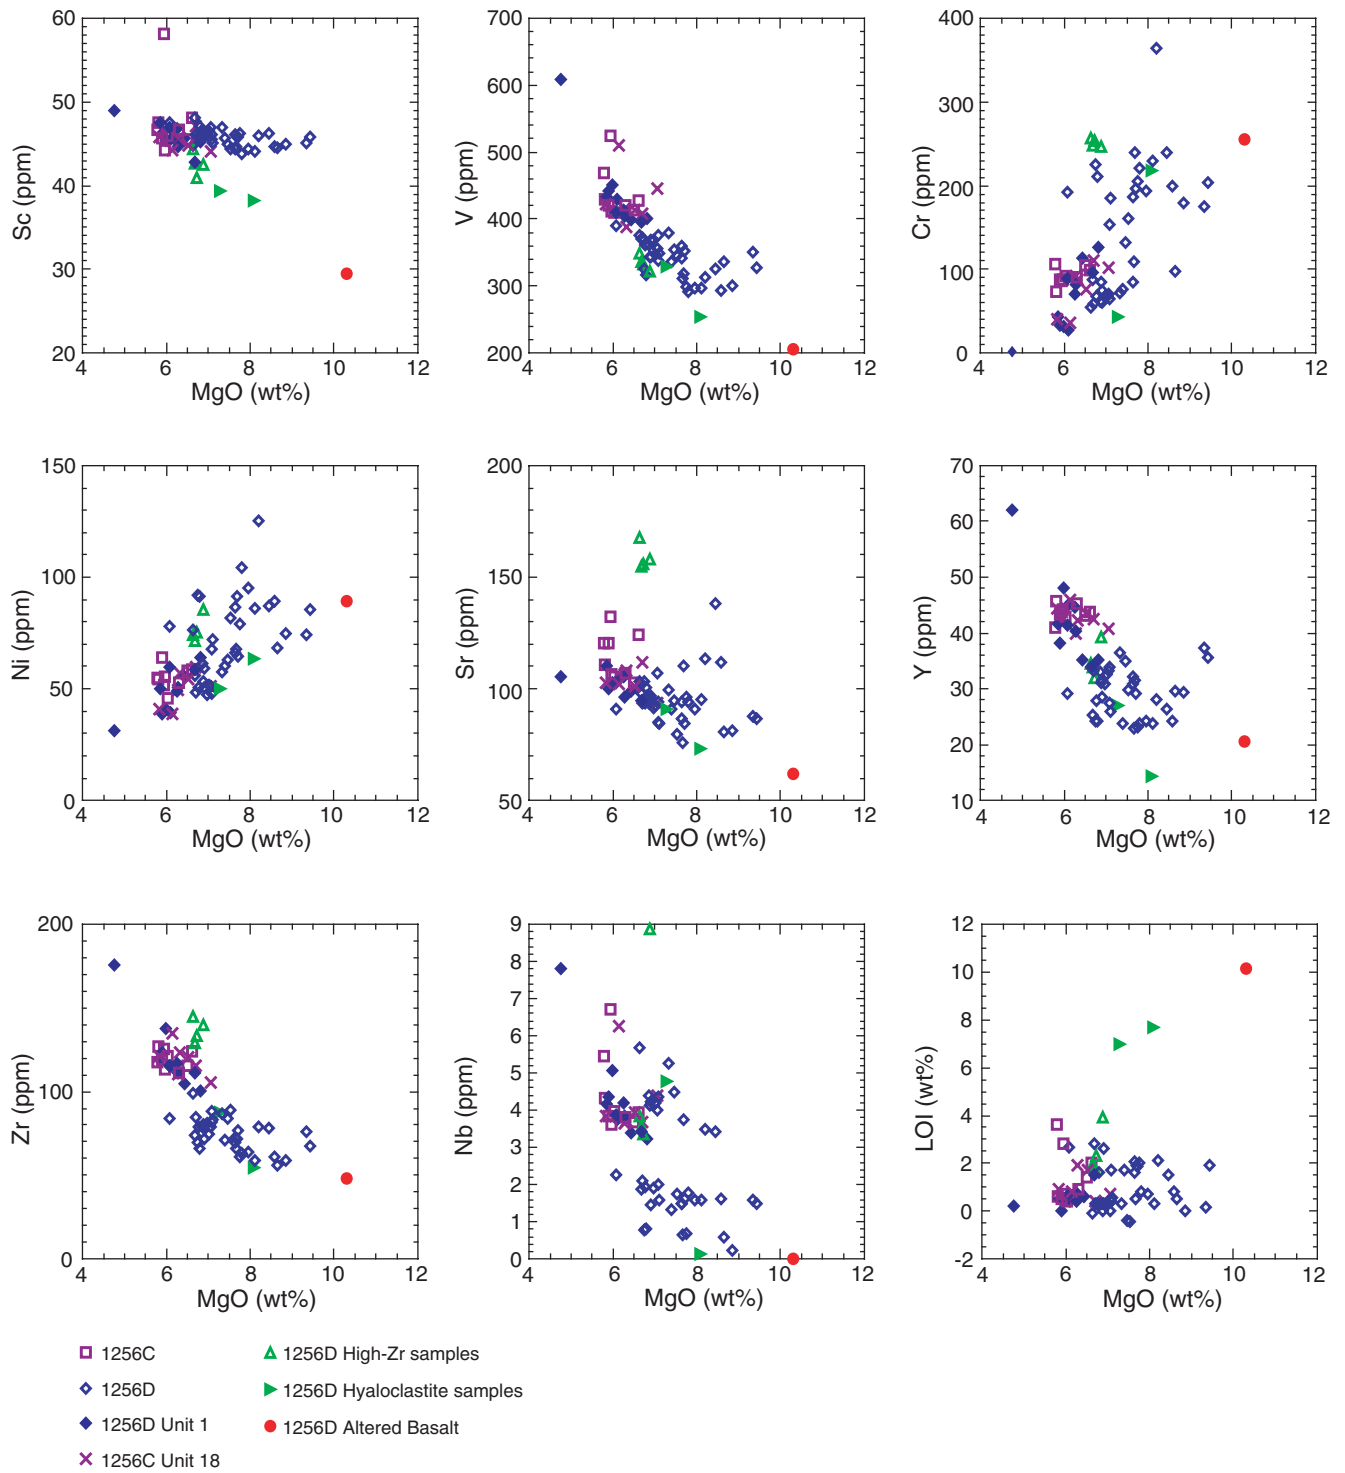 60
50
40
30
20
Sc (ppm)
4 6 8 10 12
MgO (wt%)
700
600
500
400
300
200
V (ppm)
4 6 8 10 12
MgO (wt%)
400
300
200
100
0
Cr (ppm)
4 6 8 10 12
MgO (wt%)
150
100
50
0
Ni (ppm)
4 6 8 10 12
MgO (wt%)
200
150
100
50
Sr (ppm)
4 6 8 10 12
MgO (wt%)
70
60
50
40
30
20
10
Y (ppm)
4 6 8 10 12
MgO (wt%)
200
100
0
Zr (ppm)
4 6 8 10 12
MgO (wt%)
9
8
7
6
5
4
3
2
1
0
Nb (ppm)
4 6 8 10 12
MgO (wt%)
12
10
8
6
4
2
0
-2
LOI (wt%)
4 6 8 10 12
MgO (wt%)
1256C
1256D
1256D Unit 1
1256C Unit 18
1256D High-Zr samples
1256D Hyaloclastite samples
1256D Altered Basalt